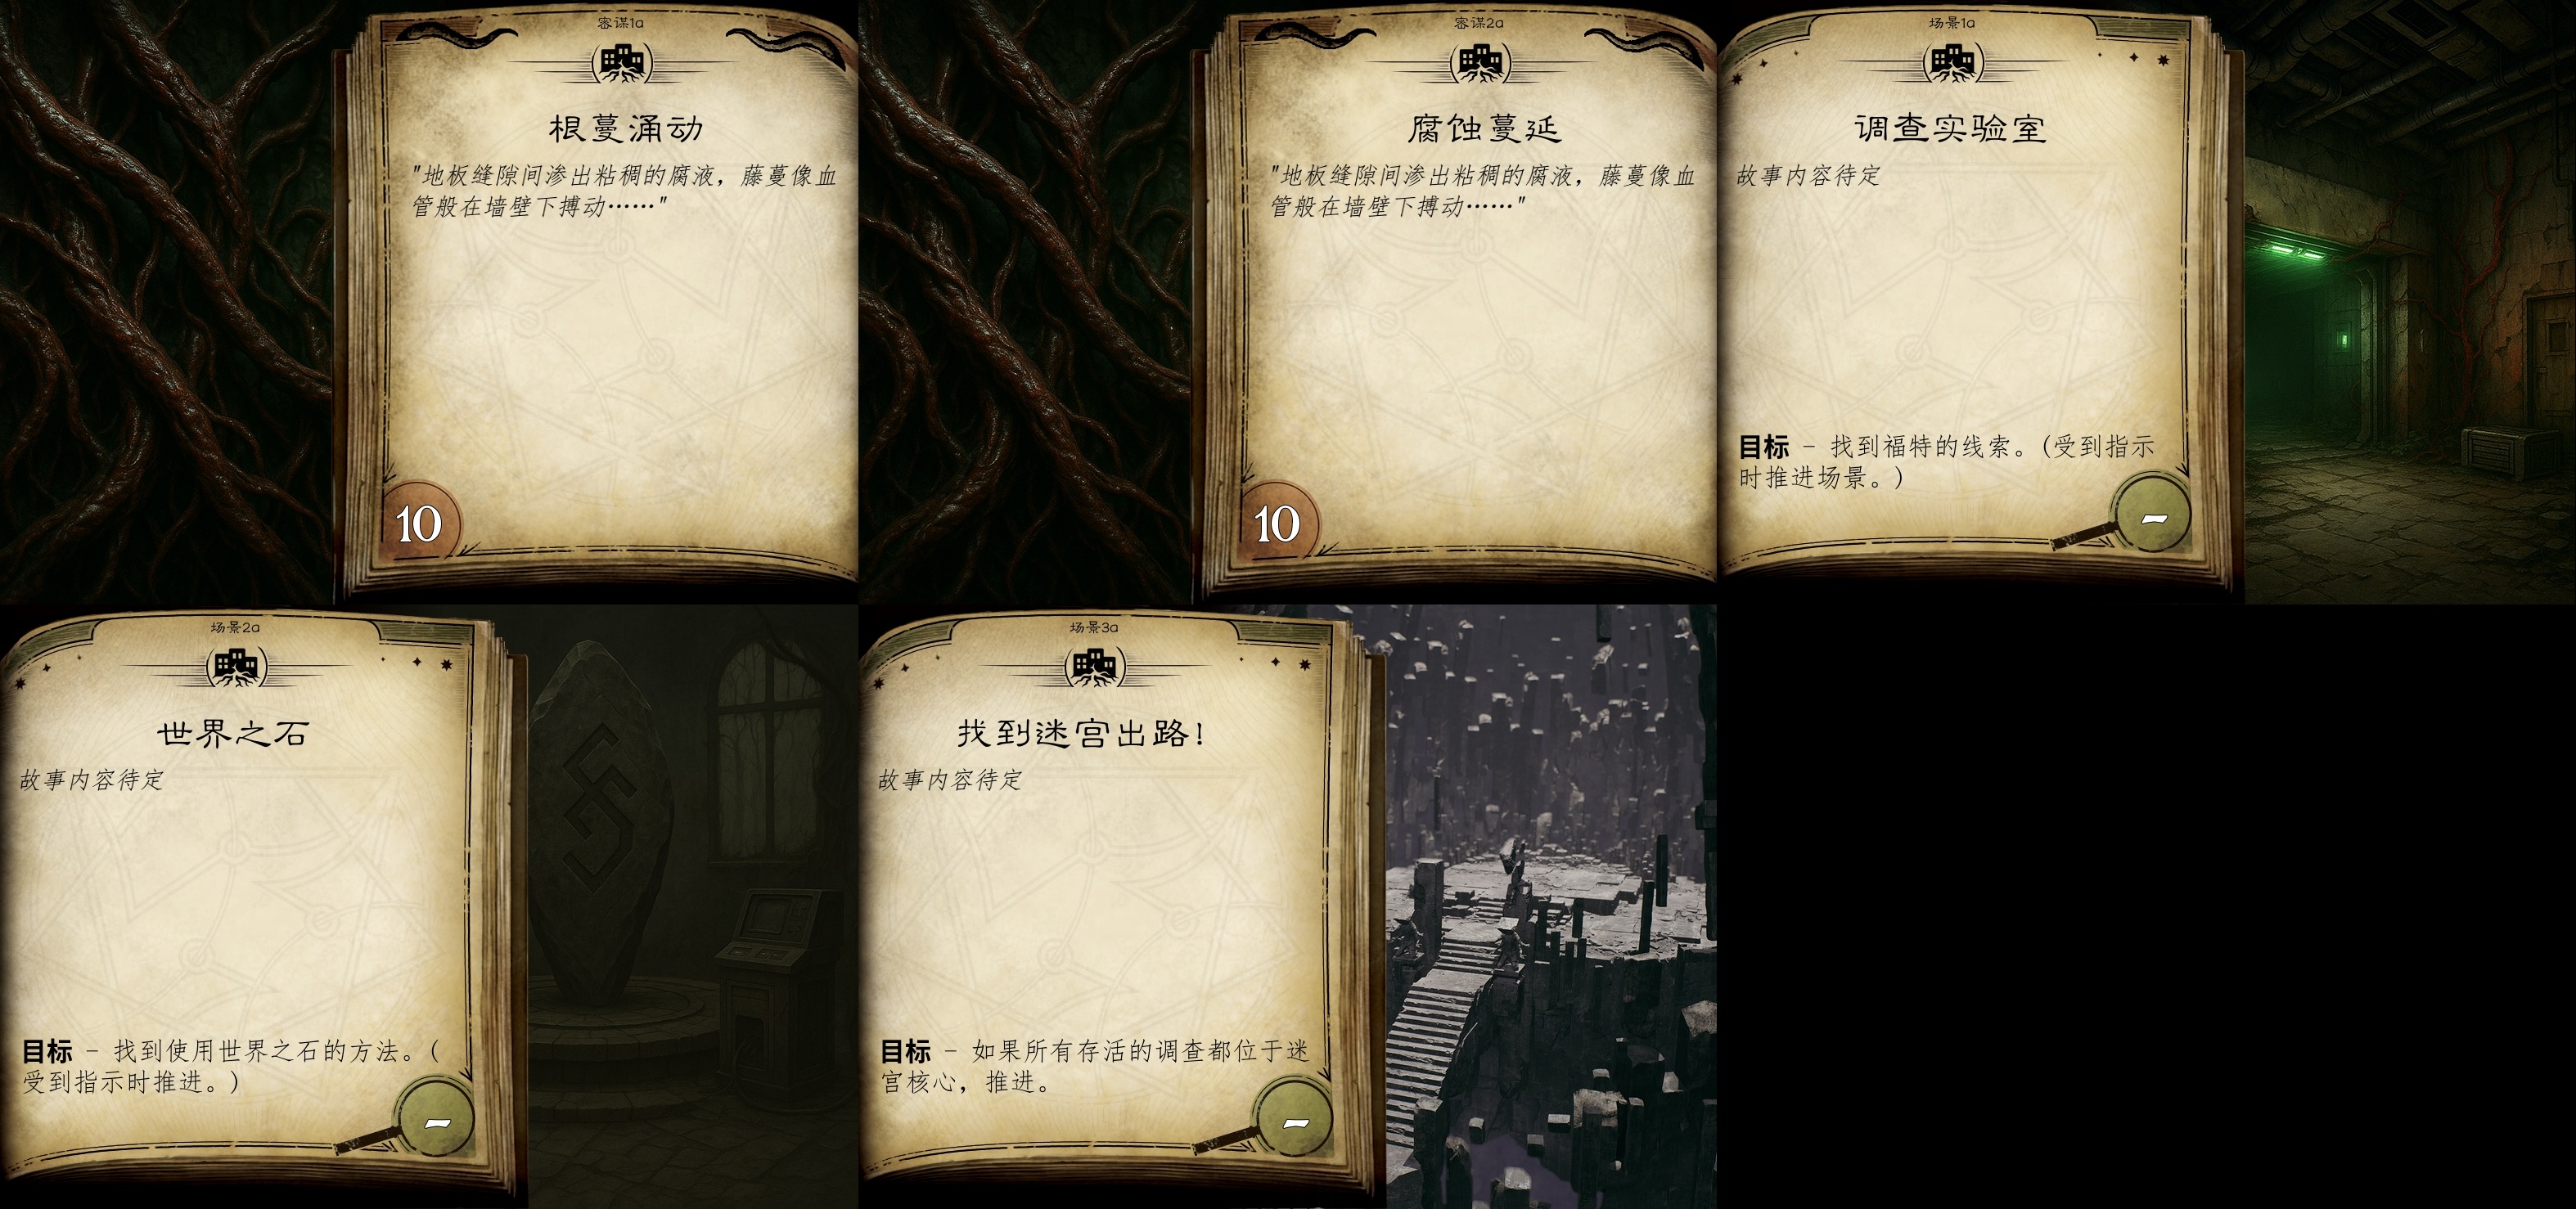 密谋1a
根蔓涌动
"地板缝隙间渗出粘稠的腐液，藤蔓像血
管般在墙壁下搏动……"
10
密谋2a
腐蚀蔓延
"地板缝隙间渗出粘稠的腐液，藤蔓像血
管般在墙壁下搏动……"
10
场景1a
调查实验室
故事内容待定
目标 – 找到福特的线索。(受到指示
时推进场景。)
–
场景2a
世界之石
故事内容待定
目标 – 找到使用世界之石的方法。(
受到指示时推进。)
–
场景3a
找到迷宫出路!
故事内容待定
目标 – 如果所有存活的调查都位于迷
宫核心，推进。
–